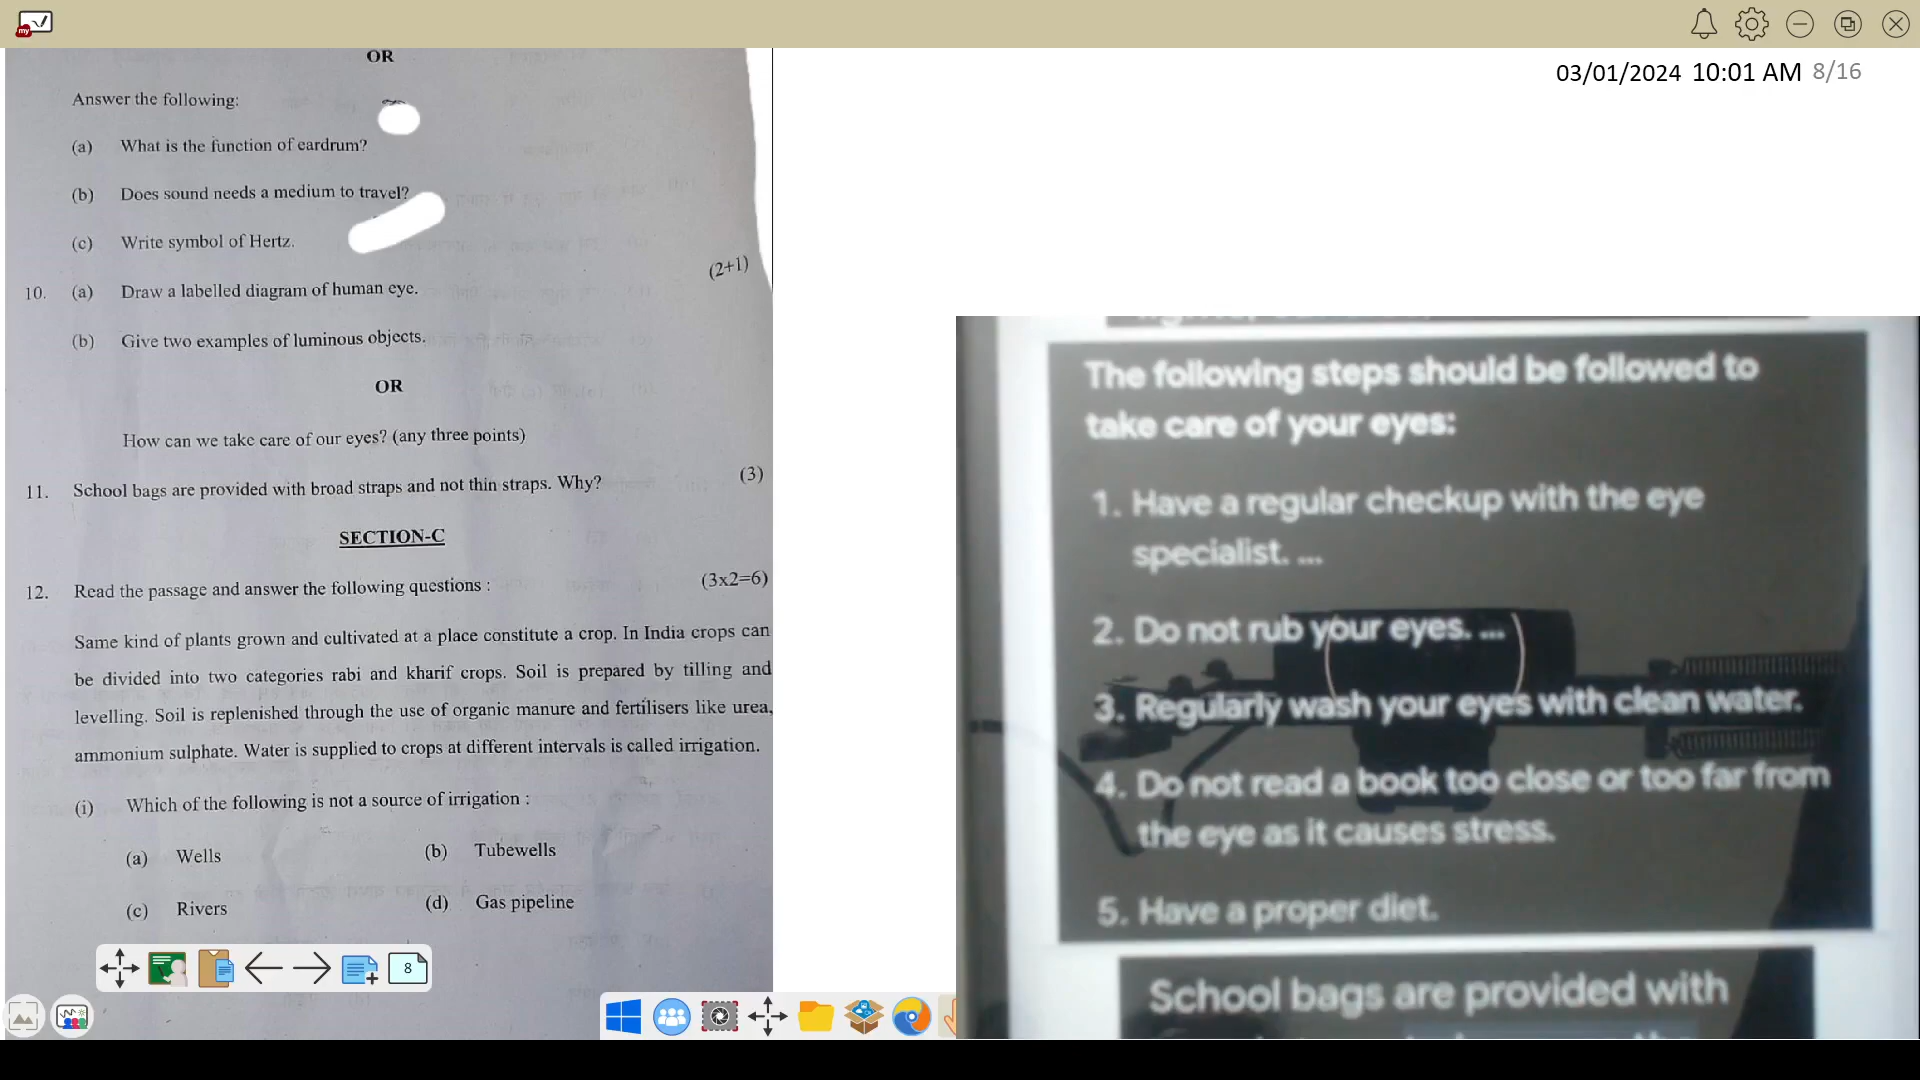 my
03/01/2024 10:01 AM 8/16
OR
Answer the following:
(a) What is the function of eardrum?
(b) Does sound needs a medium to travel?
(c) Write symbol of Hertz.
(2+1)
10. (a) Draw a labelled diagram of human eye.
(b) Give two examples of luminous objects.
OR
How can we take care of our eyes? (any three points)
11. School bags are provided with broad straps and not thin straps. Why? (3)
SECTION-C
12. Read the passage and answer the following questions : (3x2=6)
Same kind of plants grown and cultivated at a place constitute a crop. In India crops can
be divided into two categories rabi and kharif crops. Soil is prepared by tilling and
levelling. Soil is replenished through the use of organic manure and fertilisers like urea,
ammonium sulphate. Water is supplied to crops at different intervals is called irrigation.
(i) Which of the following is not a source of irrigation :
(a) Wells (b) Tubewells
(c) Rivers (d) Gas pipeline
8
The following steps should be followed to
take care of your eyes:
1. Have a regular checkup with the eye
specialist. ...
2. Do not rub your eyes. ...
3. Regularly wash your eyes with clean water.
4. Do not read a book too close or too far from
the eye as it causes stress.
5. Have a proper diet.
School bags are provided with